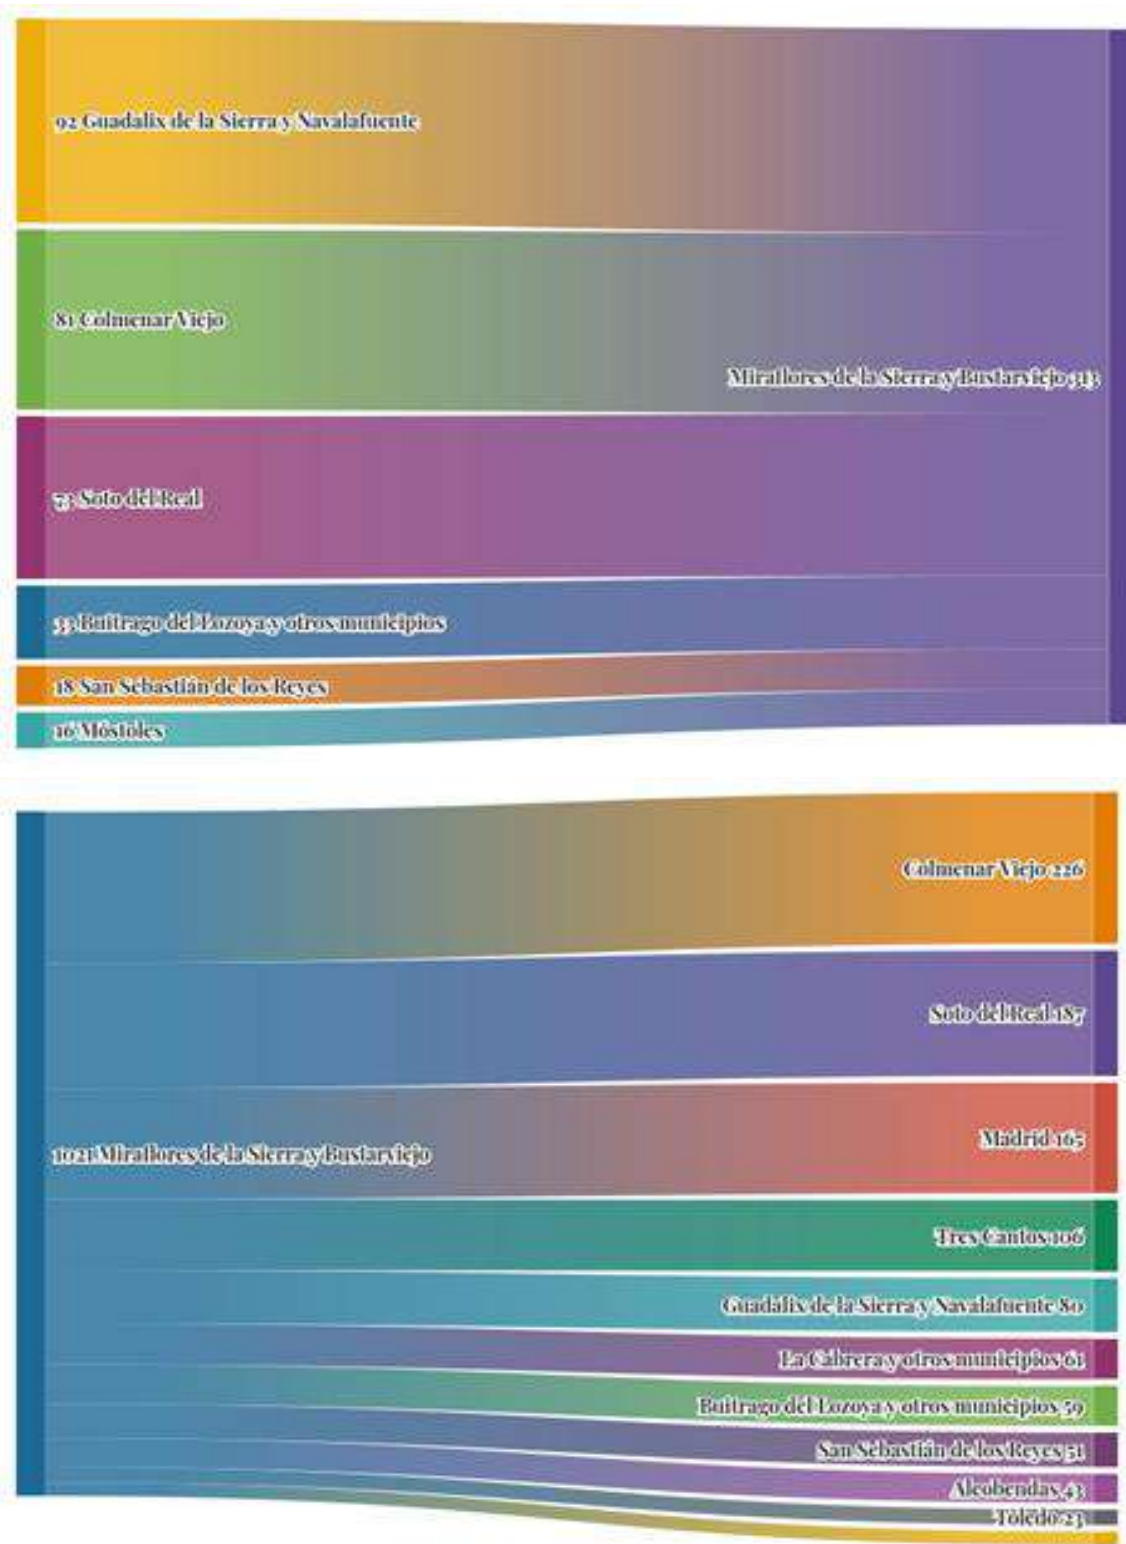 92 Guadalix de la Sierra y Navalafuente
81 Colmenar Viejo
Miraflores de la Sierra y Bustarviejo 313
73 Soto del Real
33 Buitrago del Lozoya y otros municipios
18 San Sebastián de los Reyes
16 Móstoles
Colmenar Viejo 226
Soto del Real 187
Madrid 165
1021 Miraflores de la Sierra y Bustarviejo
Tres Cantos 106
Guadalix de la Sierra y Navalafuente 80
La Cabrera y otros municipios 61
Buitrago del Lozoya y otros municipios 59
San Sebastián de los Reyes 51
Alcobendas 43
Toledo 23